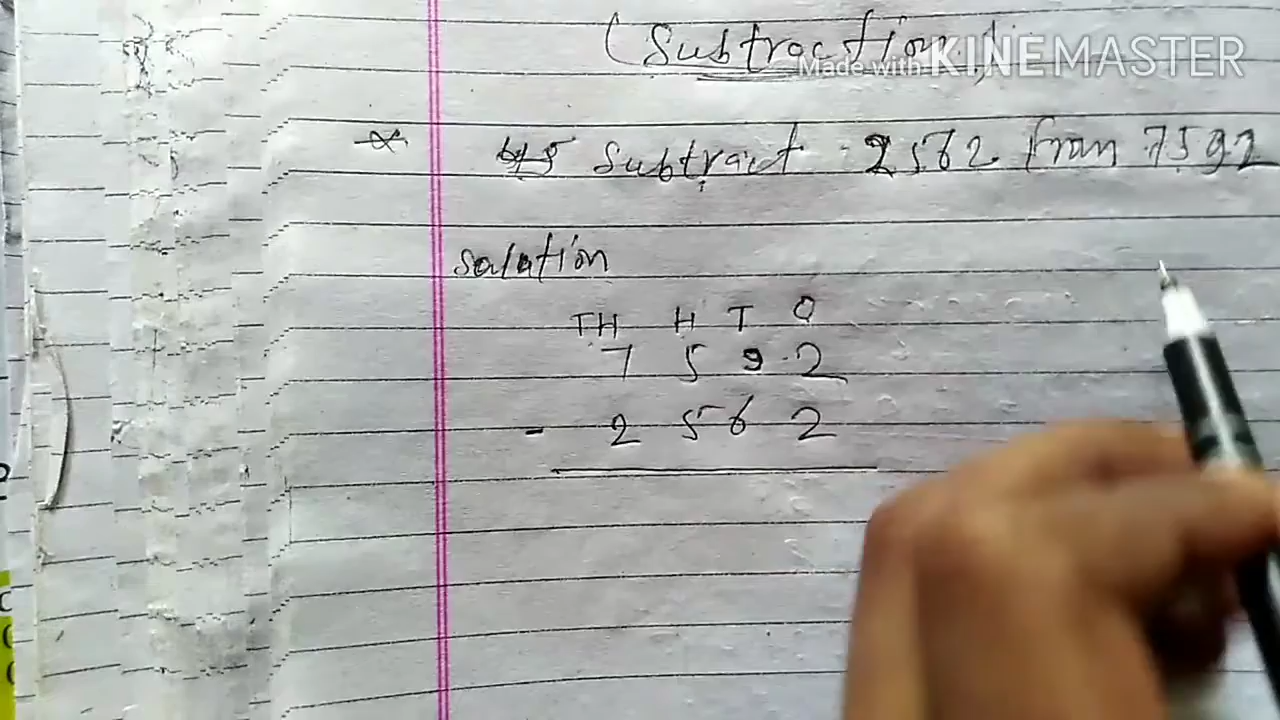 (Subtraction)
Made with KINEMASTER
Subtract 2562 from 7592
Solution
TH H T O
7 5 9 2
- 2 5 6 2